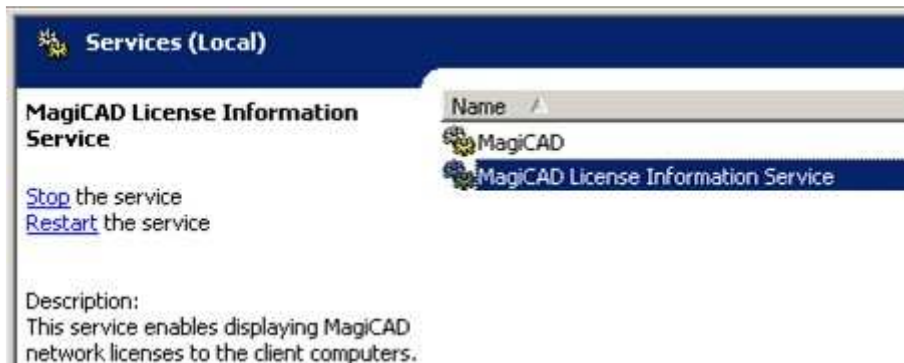 Services (Local)
MagiCAD License Information
Service
Stop the service
Restart the service
Description:
This service enables displaying MagiCAD
network licenses to the client computers.
Name
MagiCAD
MagiCAD License Information Service